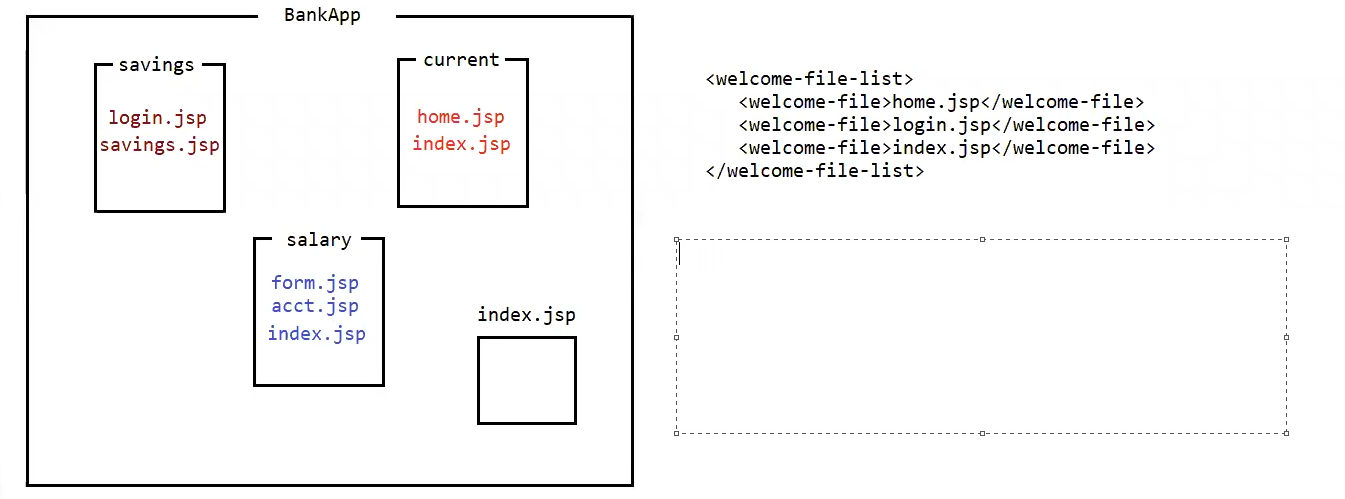 BankApp
savings
login.jsp
savings.jsp
current
home.jsp
index.jsp
salary
form.jsp
acct.jsp
index.jsp
index.jsp
<welcome-file-list>
<welcome-file>home.jsp</welcome-file>
<welcome-file>login.jsp</welcome-file>
<welcome-file>index.jsp</welcome-file>
</welcome-file-list>